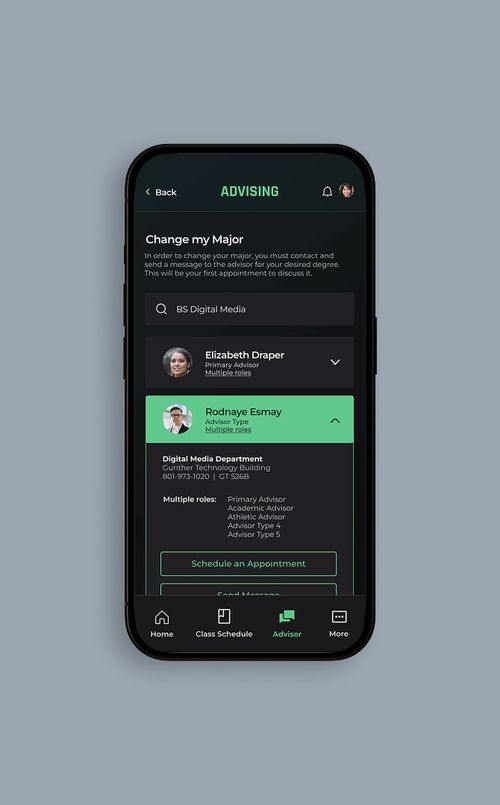 Back
ADVISING
Change my Major
In order to change your major, you must contact and
send a message to the advisor for your desired degree.
This will be your first appointment to discuss it.
BS Digital Media
Elizabeth Draper
Primary Advisor
Multiple roles
Rodnaye Esmay
Advisor Type
Multiple roles
Digital Media Department
Gunther Technology Building
801-973-1020 | GT 526B
Multiple roles: Primary Advisor
Academic Advisor
Athletic Advisor
Advisor Type 4
Advisor Type 5
Schedule an Appointment
Send Message
Home Class Schedule Advisor More